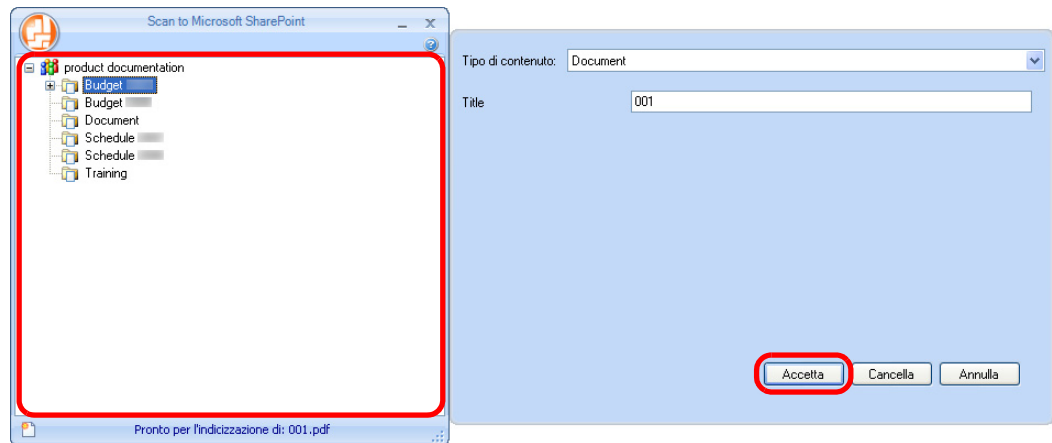 Scan to Microsoft SharePoint
product documentation
Budget
Budget
Document
Schedule
Schedule
Training
Pronto per l'indicizzazione di: 001.pdf
Tipo di contenuto: Document
Title 001
Accetta Cancella Annulla